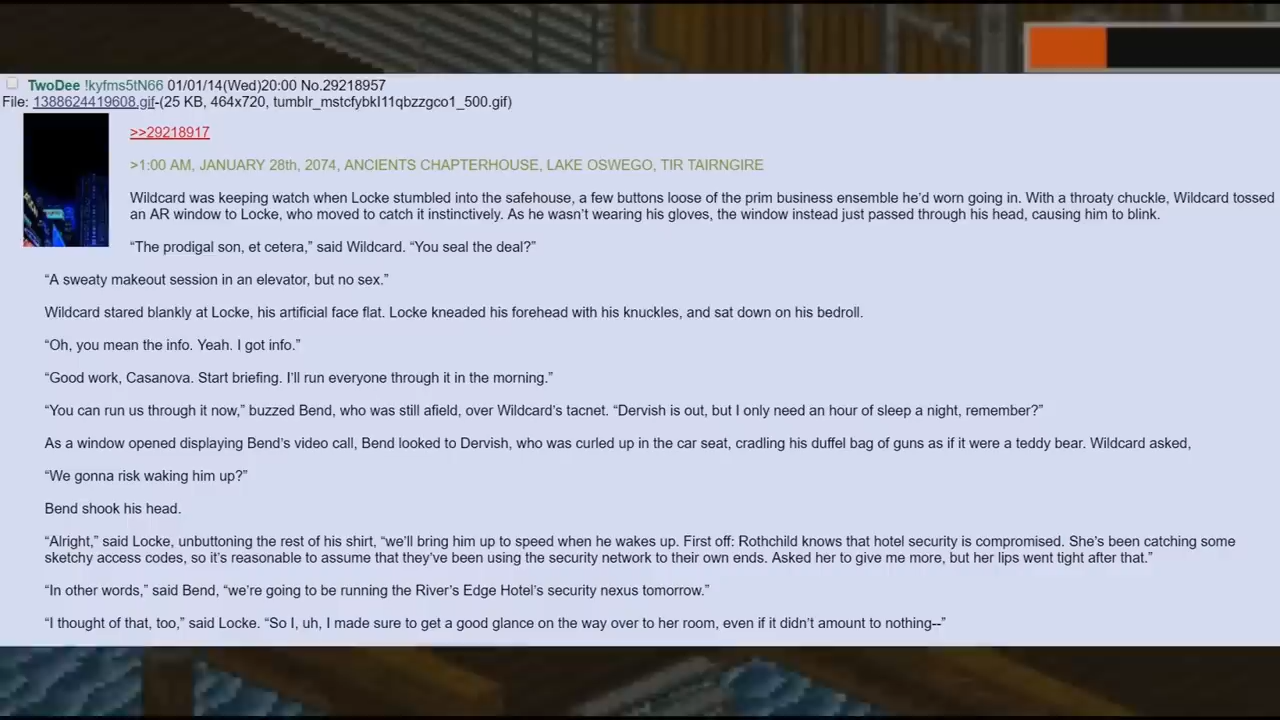 TwoDee !kyfms5tN66 01/01/14(Wed)20:00 No.29218957
File: 1388624419608.gif-(25 KB, 464x720, tumblr_mstcfybkI11qbzzgco1_500.gif)
>>29218917
>1:00 AM, JANUARY 28th, 2074, ANCIENTS CHAPTERHOUSE, LAKE OSWEGO, TIR TAIRNGIRE
Wildcard was keeping watch when Locke stumbled into the safehouse, a few buttons loose of the prim business ensemble he’d worn going in. With a throaty chuckle, Wildcard tossed
an AR window to Locke, who moved to catch it instinctively. As he wasn’t wearing his gloves, the window instead just passed through his head, causing him to blink.
“The prodigal son, et cetera,” said Wildcard. “You seal the deal?”
“A sweaty makeout session in an elevator, but no sex.”
Wildcard stared blankly at Locke, his artificial face flat. Locke kneaded his forehead with his knuckles, and sat down on his bedroll.
“Oh, you mean the info. Yeah. I got info.”
“Good work, Casanova. Start briefing. I’ll run everyone through it in the morning.”
“You can run us through it now,” buzzed Bend, who was still afield, over Wildcard’s tacnet. “Dervish is out, but I only need an hour of sleep a night, remember?”
As a window opened displaying Bend’s video call, Bend looked to Dervish, who was curled up in the car seat, cradling his duffel bag of guns as if it were a teddy bear. Wildcard asked,
“We gonna risk waking him up?”
Bend shook his head.
“Alright,” said Locke, unbuttoning the rest of his shirt, “we’ll bring him up to speed when he wakes up. First off: Rothchild knows that hotel security is compromised. She’s been catching some
sketchy access codes, so it’s reasonable to assume that they’ve been using the security network to their own ends. Asked her to give me more, but her lips went tight after that.”
“In other words,” said Bend, “we’re going to be running the River’s Edge Hotel’s security nexus tomorrow.”
“I thought of that, too,” said Locke. “So I, uh, I made sure to get a good glance on the way over to her room, even if it didn’t amount to nothing--”